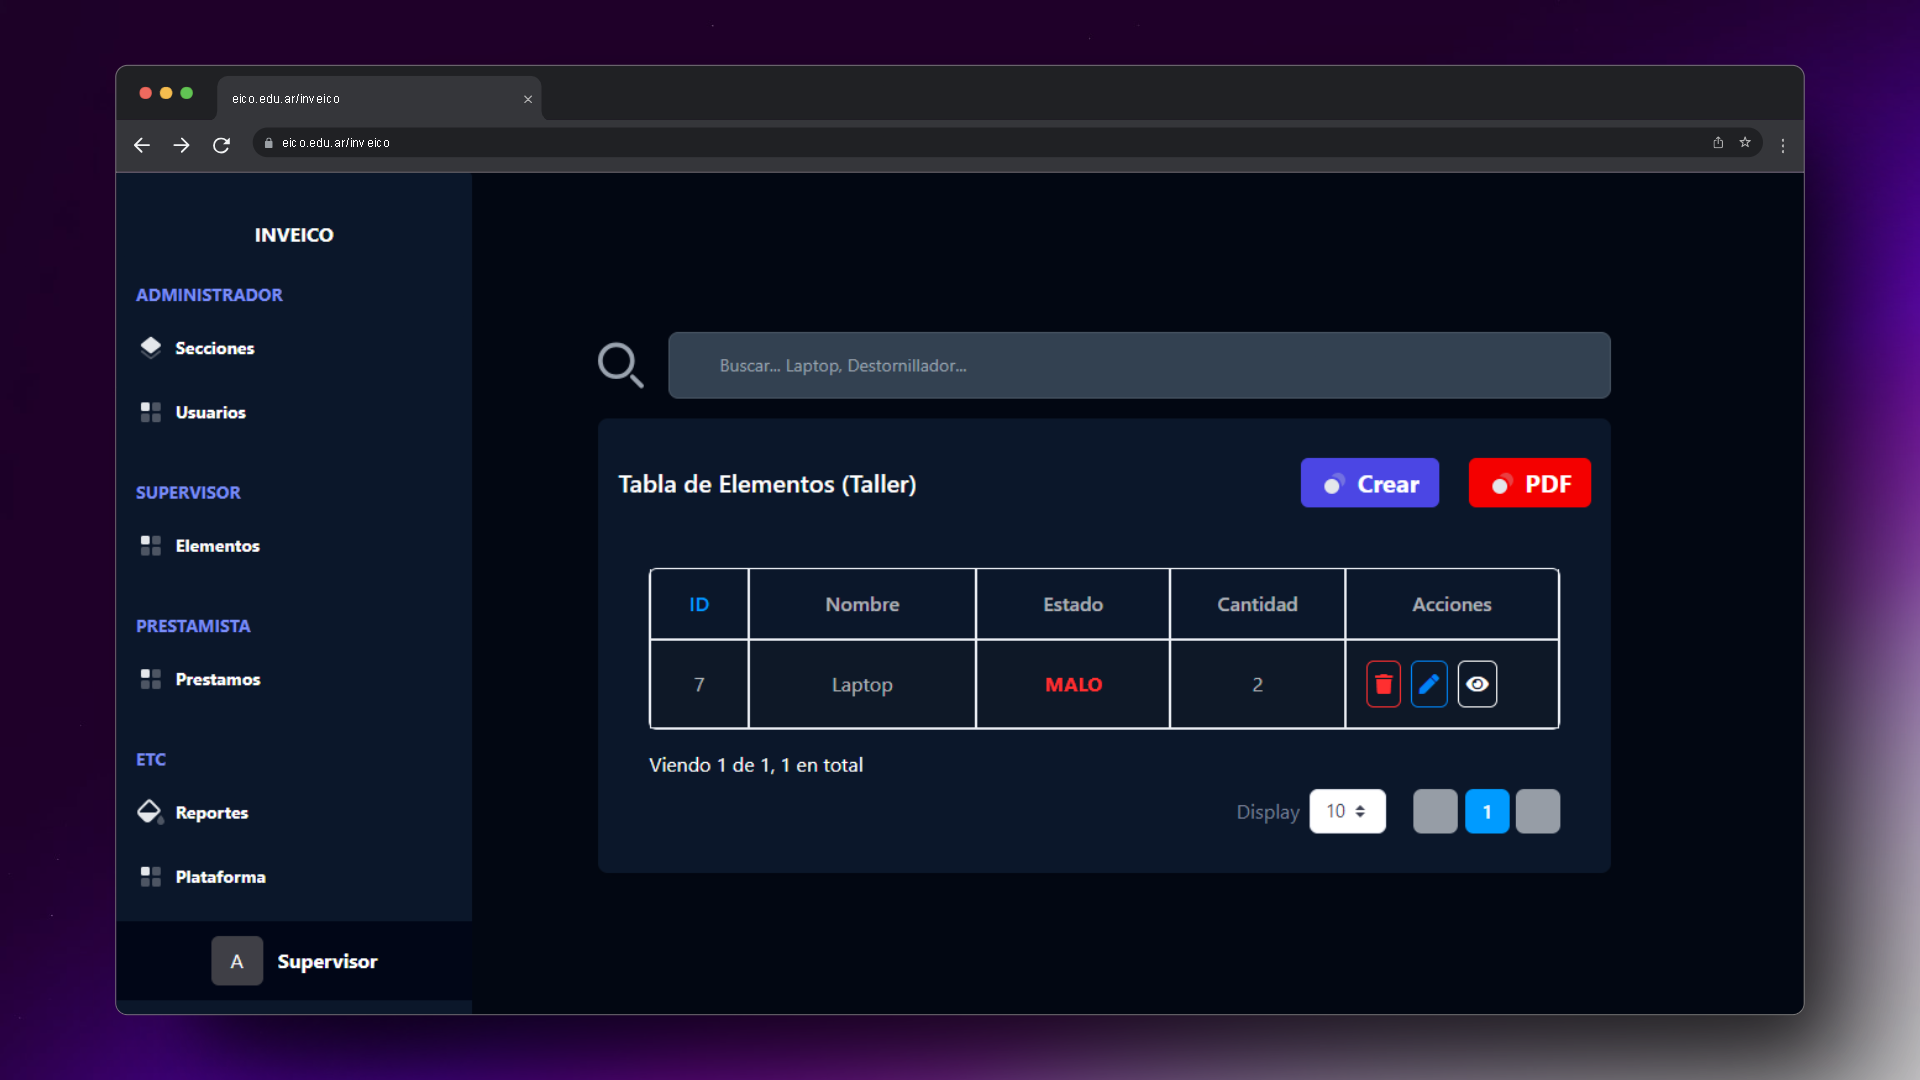 eico.edu.ar/inveico
eico.edu.ar/inveico
INVEICO
ADMINISTRADOR
Secciones
Usuarios
SUPERVISOR
Elementos
PRESTAMISTA
Prestamos
ETC
Reportes
Plataforma
A Supervisor
Buscar... Laptop, Destornillador...
Tabla de Elementos (Taller)
Crear
PDF
ID Nombre Estado Cantidad Acciones
7 Laptop MALO 2
Viendo 1 de 1, 1 en total
Display 10 1